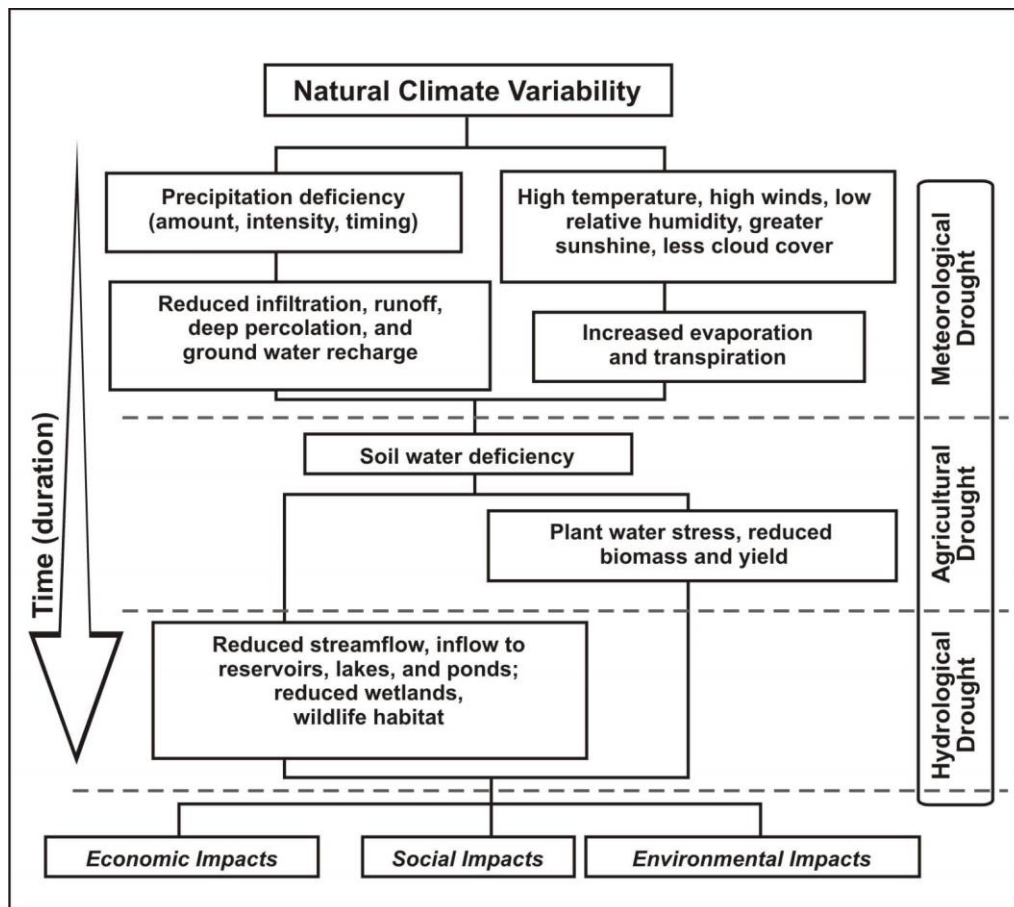 Natural Climate Variability
Precipitation deficiency
(amount, intensity, timing)
High temperature, high winds, low
relative humidity, greater
sunshine, less cloud cover
Reduced infiltration, runoff,
deep percolation, and
ground water recharge
Increased evaporation
and transpiration
Meteorological
Drought
Time (duration)
Soil water deficiency
Plant water stress, reduced
biomass and yield
Agricultural
Drought
Reduced streamflow, inflow to
reservoirs, lakes, and ponds;
reduced wetlands,
wildlife habitat
Hydrological
Drought
Economic Impacts
Social Impacts
Environmental Impacts